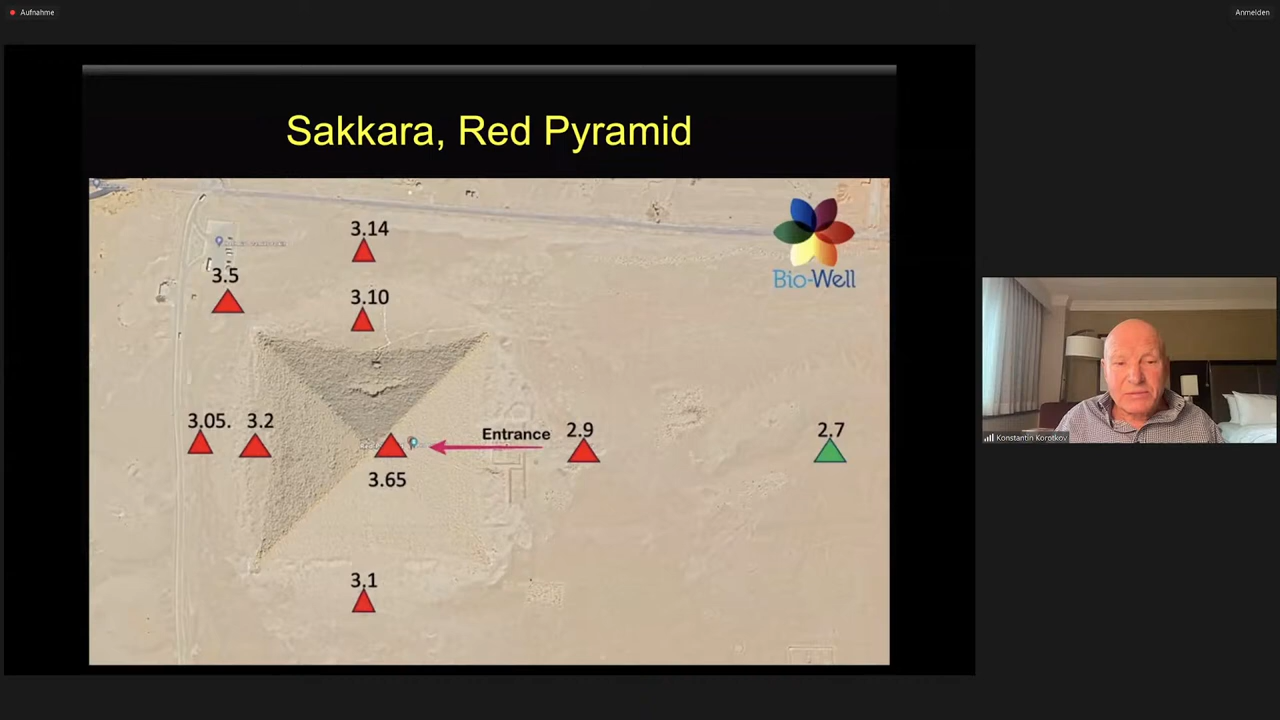 Aufnahme
Anmelden
Sakkara, Red Pyramid
3.14
3.5
3.10
Bio-Well
3.05. 3.2
Entrance
2.9
2.7
3.65
3.1
Konstantin Korotkov